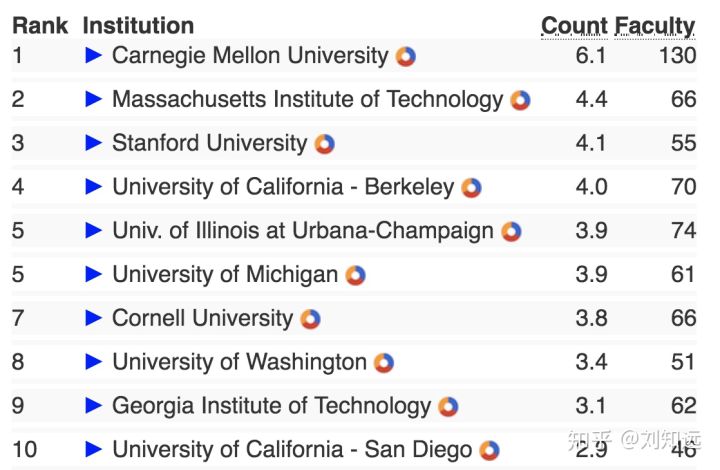 Rank Institution Count Faculty
1 ► Carnegie Mellon University 6.1 130
2 ► Massachusetts Institute of Technology 4.4 66
3 ► Stanford University 4.1 55
4 ► University of California - Berkeley 4.0 70
5 ► Univ. of Illinois at Urbana-Champaign 3.9 74
5 ► University of Michigan 3.9 61
7 ► Cornell University 3.8 66
8 ► University of Washington 3.4 51
9 ► Georgia Institute of Technology 3.1 62
10 ► University of California - San Diego 2.9 46
知乎 @刘知远